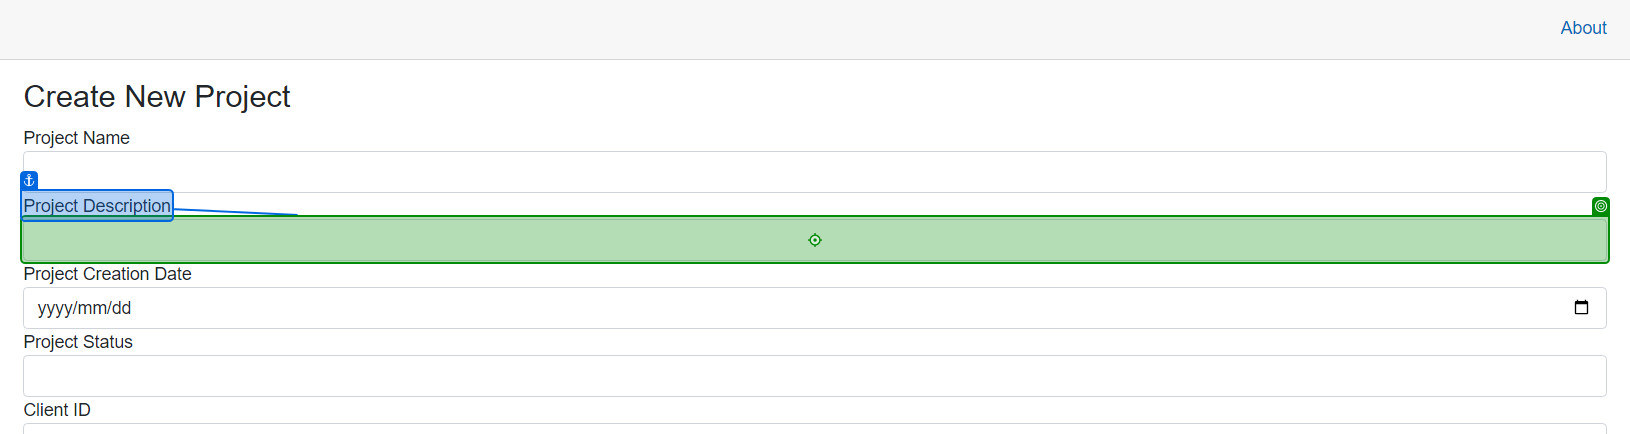 About
Create New Project
Project Name
Project Description
Project Creation Date
yyyy/mm/dd
Project Status
Client ID